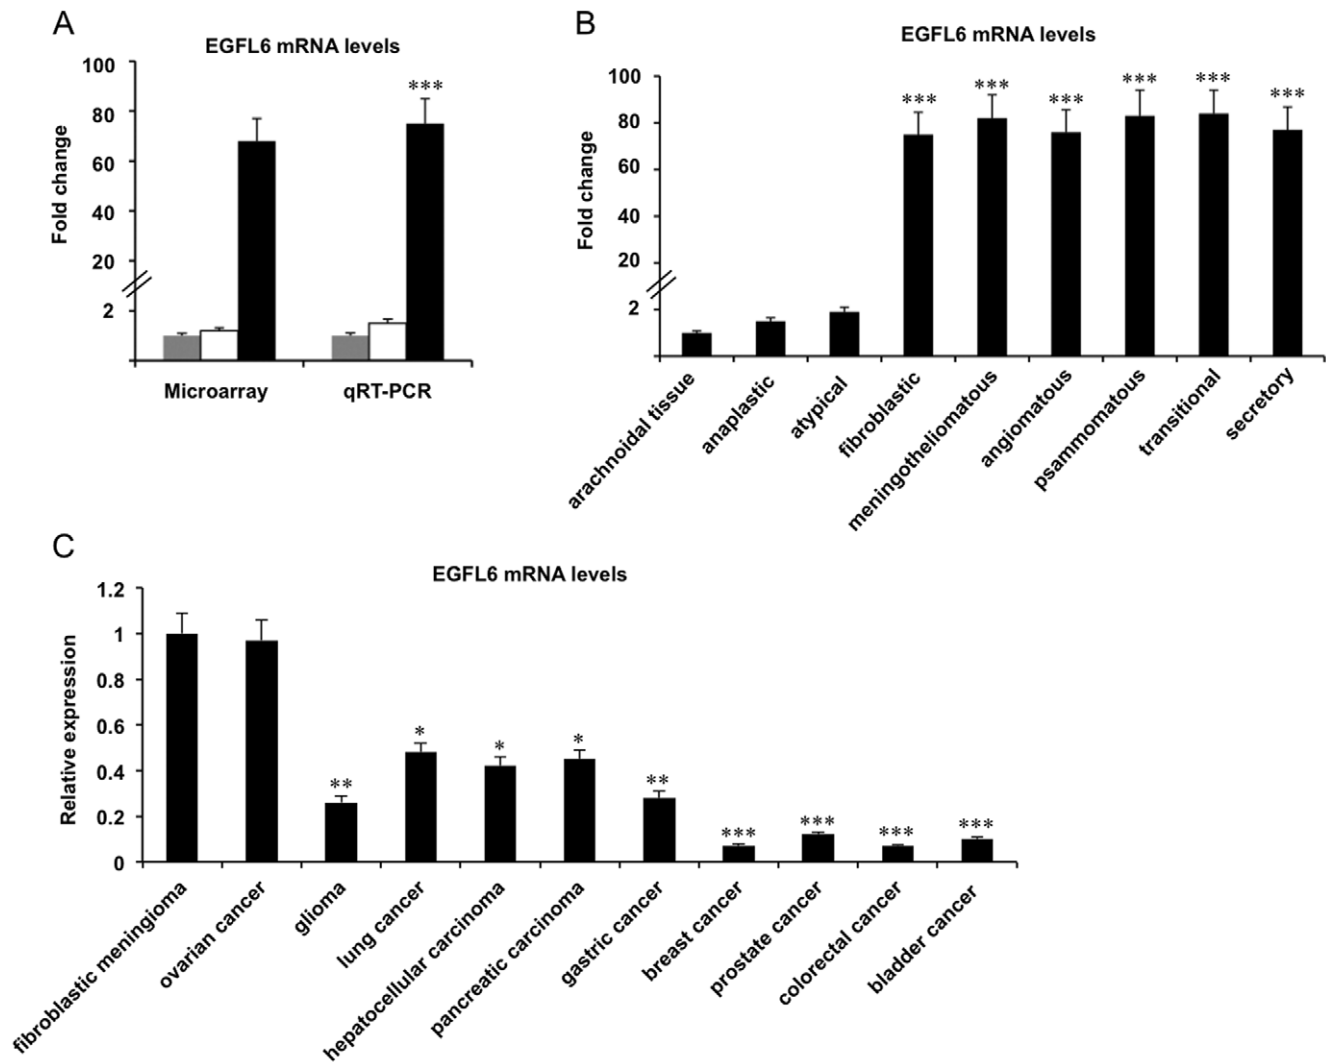 A
EGFL6 mRNA levels
Fold change
100
80
60
40
20
2
***
Microarray
qRT-PCR
B
EGFL6 mRNA levels
Fold change
100
80
60
40
20
2
***
***
***
***
***
***
arachnoidal tissue
anaplastic
atypical
fibroblastic
meningotheliomatous
angiomatous
psammomatous
transitional
secretory
C
EGFL6 mRNA levels
Relative expression
1.2
1
0.8
0.6
0.4
0.2
0
**
*
*
*
**
***
***
***
***
fibroblastic meningioma
ovarian cancer
glioma
lung cancer
hepatocellular carcinoma
pancreatic carcinoma
gastric cancer
breast cancer
prostate cancer
colorectal cancer
bladder cancer